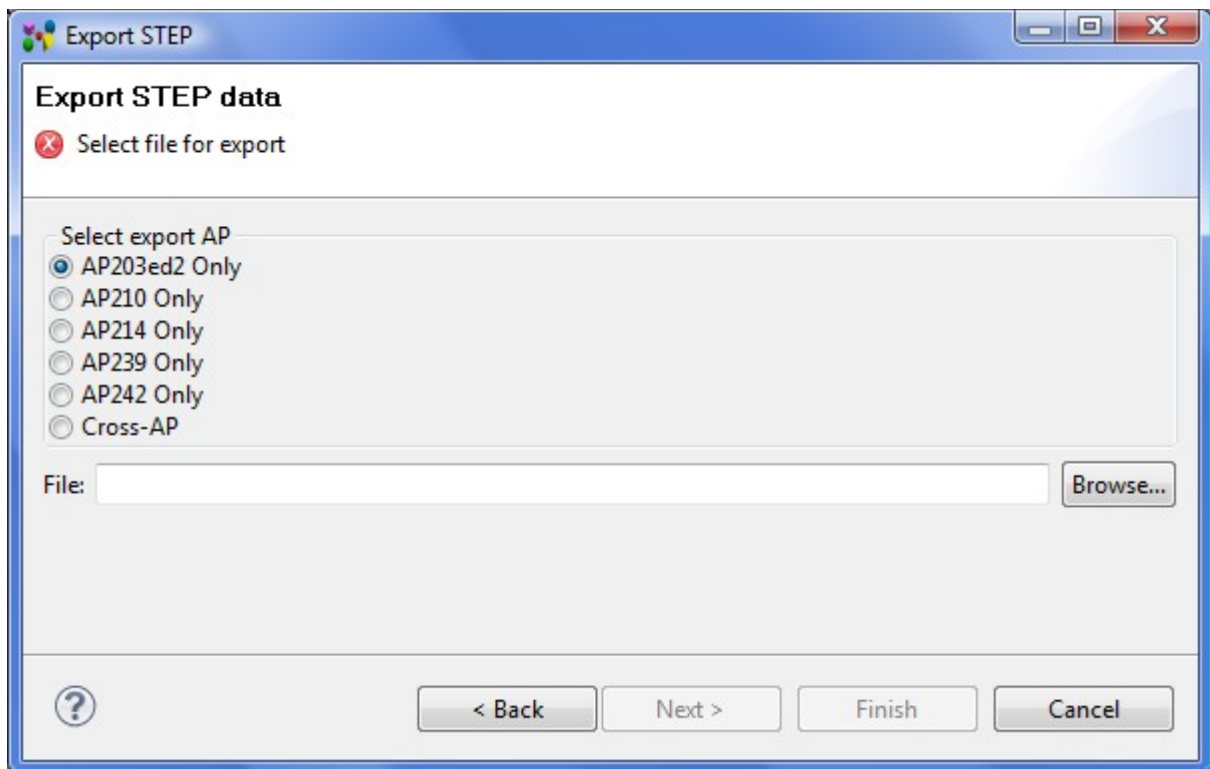 Export STEP
Export STEP data
Select file for export
Select export AP
AP203ed2 Only
AP210 Only
AP214 Only
AP239 Only
AP242 Only
Cross-AP
File: Browse...
? < Back Next > Finish Cancel